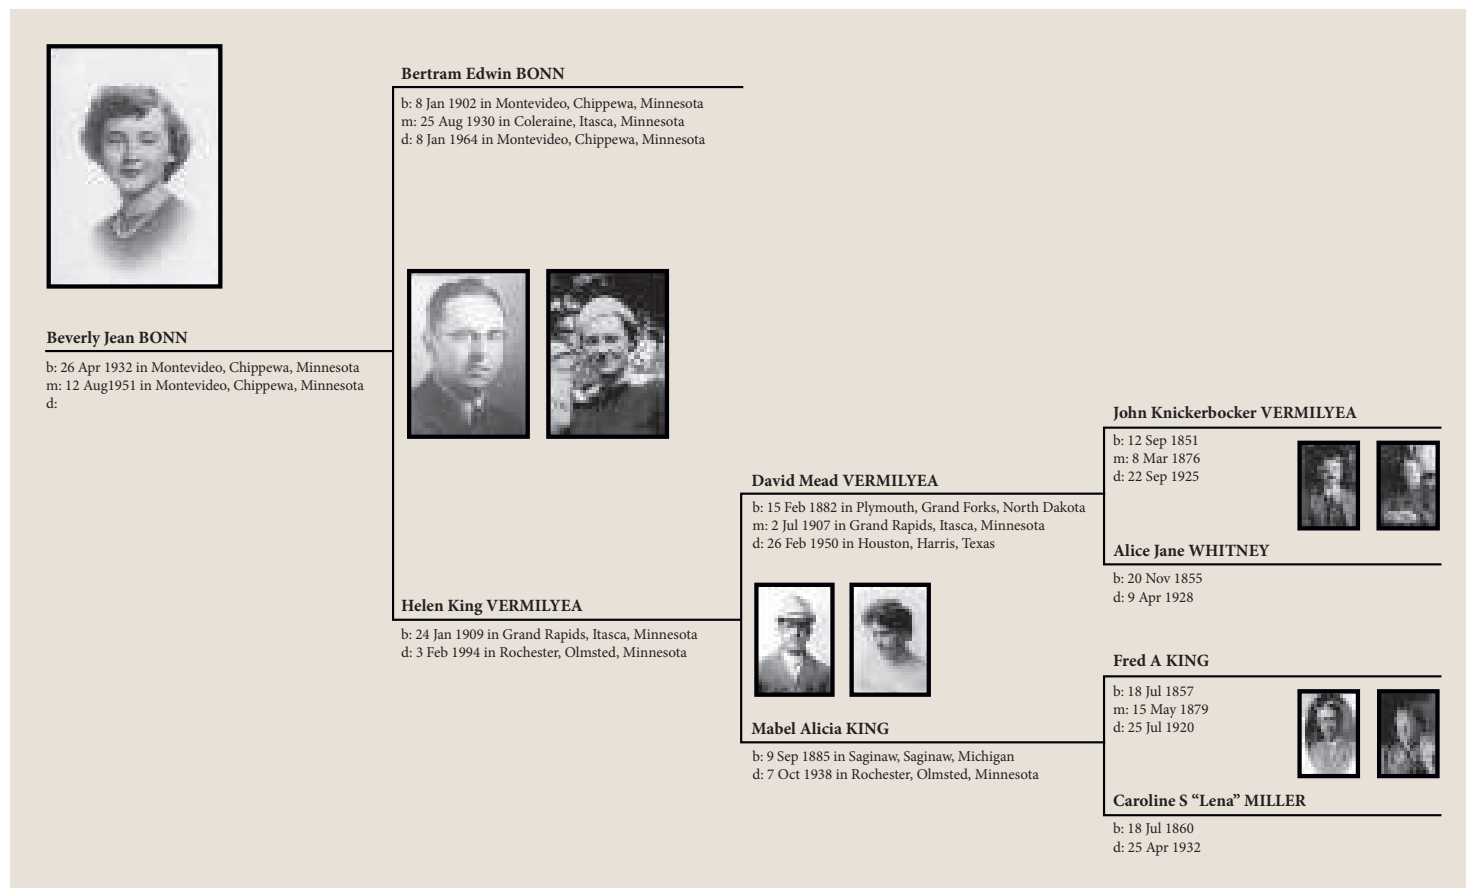 Bertram Edwin BONN
b: 8 Jan 1902 in Montevideo, Chippewa, Minnesota
m: 25 Aug 1930 in Coleraine, Itasca, Minnesota
d: 8 Jan 1964 in Montevideo, Chippewa, Minnesota
Beverly Jean BONN
b: 26 Apr 1932 in Montevideo, Chippewa, Minnesota
m: 12 Aug1951 in Montevideo, Chippewa, Minnesota
d:
Helen King VERMILYEA
b: 24 Jan 1909 in Grand Rapids, Itasca, Minnesota
d: 3 Feb 1994 in Rochester, Olmsted, Minnesota
David Mead VERMILYEA
b: 15 Feb 1882 in Plymouth, Grand Forks, North Dakota
m: 2 Jul 1907 in Grand Rapids, Itasca, Minnesota
d: 26 Feb 1950 in Houston, Harris, Texas
Mabel Alicia KING
b: 9 Sep 1885 in Saginaw, Saginaw, Michigan
d: 7 Oct 1938 in Rochester, Olmsted, Minnesota
John Knickerbocker VERMILYEA
b: 12 Sep 1851
m: 8 Mar 1876
d: 22 Sep 1925
Alice Jane WHITNEY
b: 20 Nov 1855
d: 9 Apr 1928
Fred A KING
b: 18 Jul 1857
m: 15 May 1879
d: 25 Jul 1920
Caroline S “Lena” MILLER
b: 18 Jul 1860
d: 25 Apr 1932